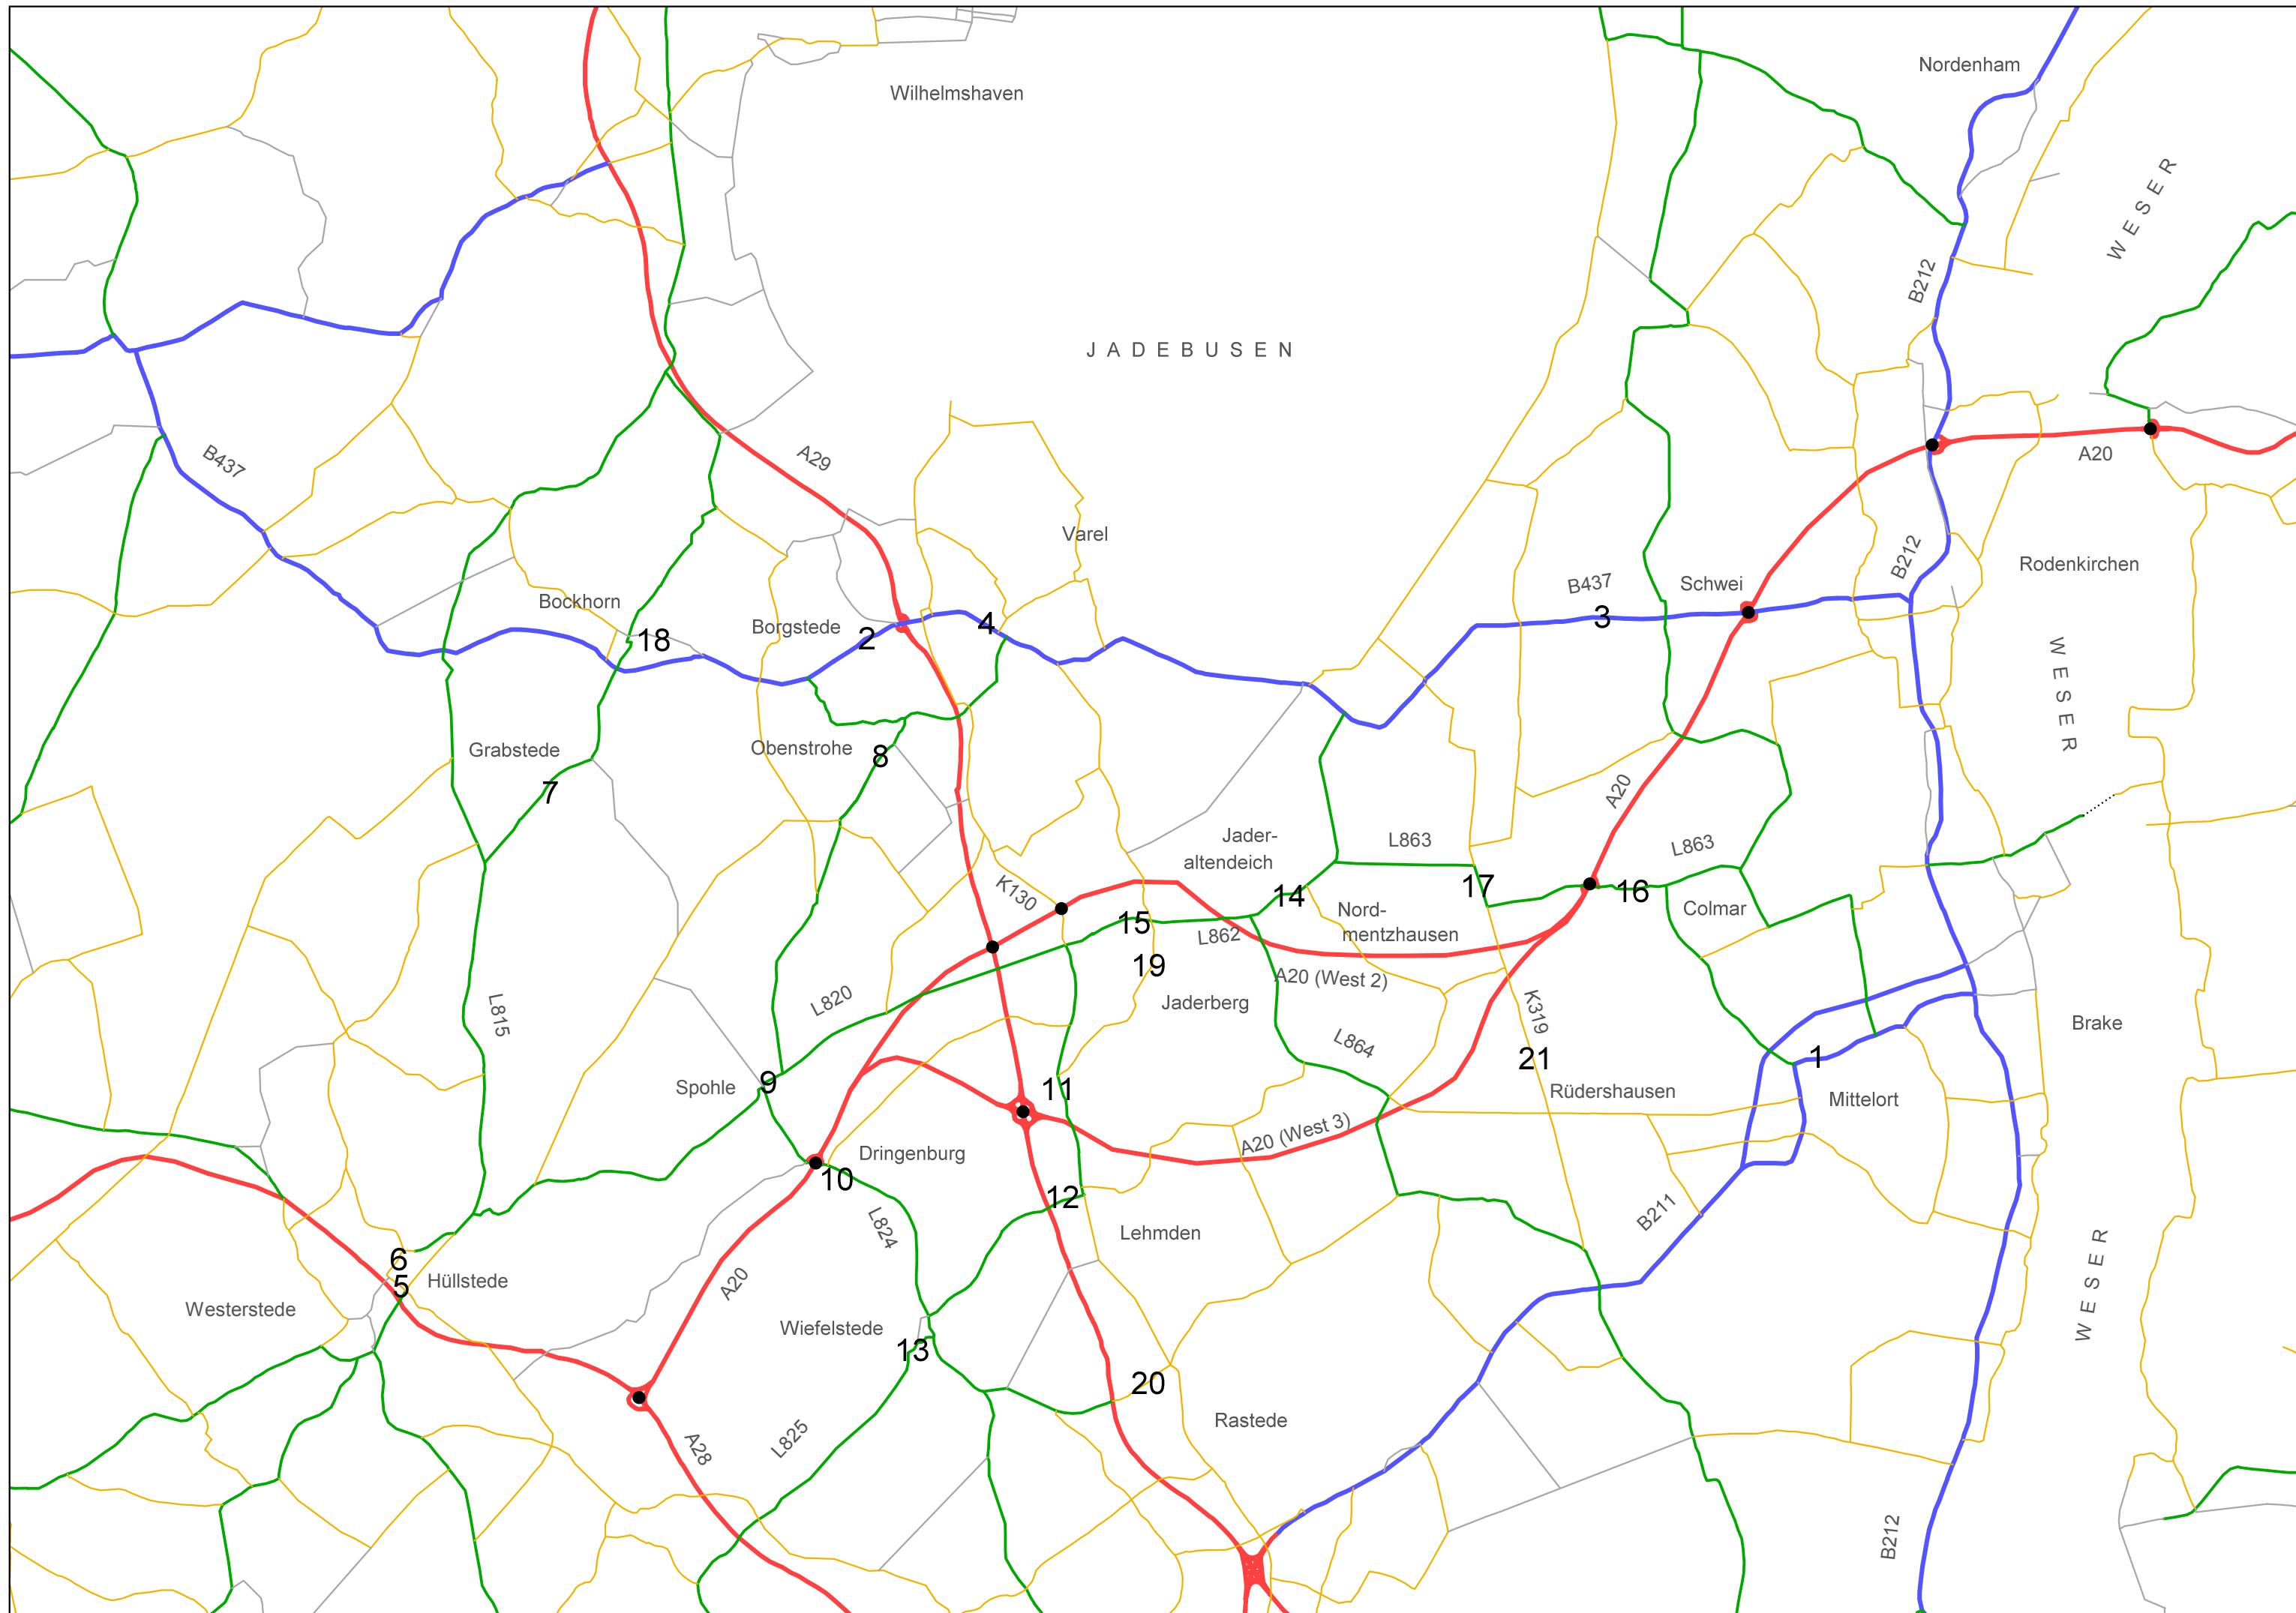 Nordenham
Wilhelmshaven
WESER
B212
JADEBUSEN
A29
B437
A20
Varel
B212
Rodenkirchen
B437
Schwei
Bockhorn
3
Borgstede
4
18
2
WESER
Grabstede
Obenstrohe
8
7
A20
Jader-
altendeich
L863
L863
K130
17
14
16
Nord-
mentzhausen
Colmar
15
L862
19
A20 (West 2)
L820
Jaderberg
L815
K319
Brake
L864
21
1
Spohle
9
11
Rüdershausen
Mittelort
A20 (West 3)
Dringenburg
10
12
L824
Lehmden
B211
6
5
Hüllstede
A20
WESER
Westerstede
Wiefelstede
13
20
Rastede
L825
A28
B212